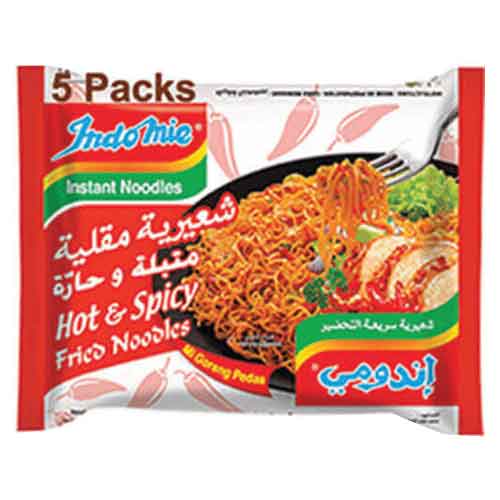 5 Packs
Indomie®
Instant Noodles
شعيرية مقلية
متبلة و حارّة
Hot & Spicy
Fried Noodles
Mi Goreng Pedas
شعيرية سريعة التحضير
إندومي